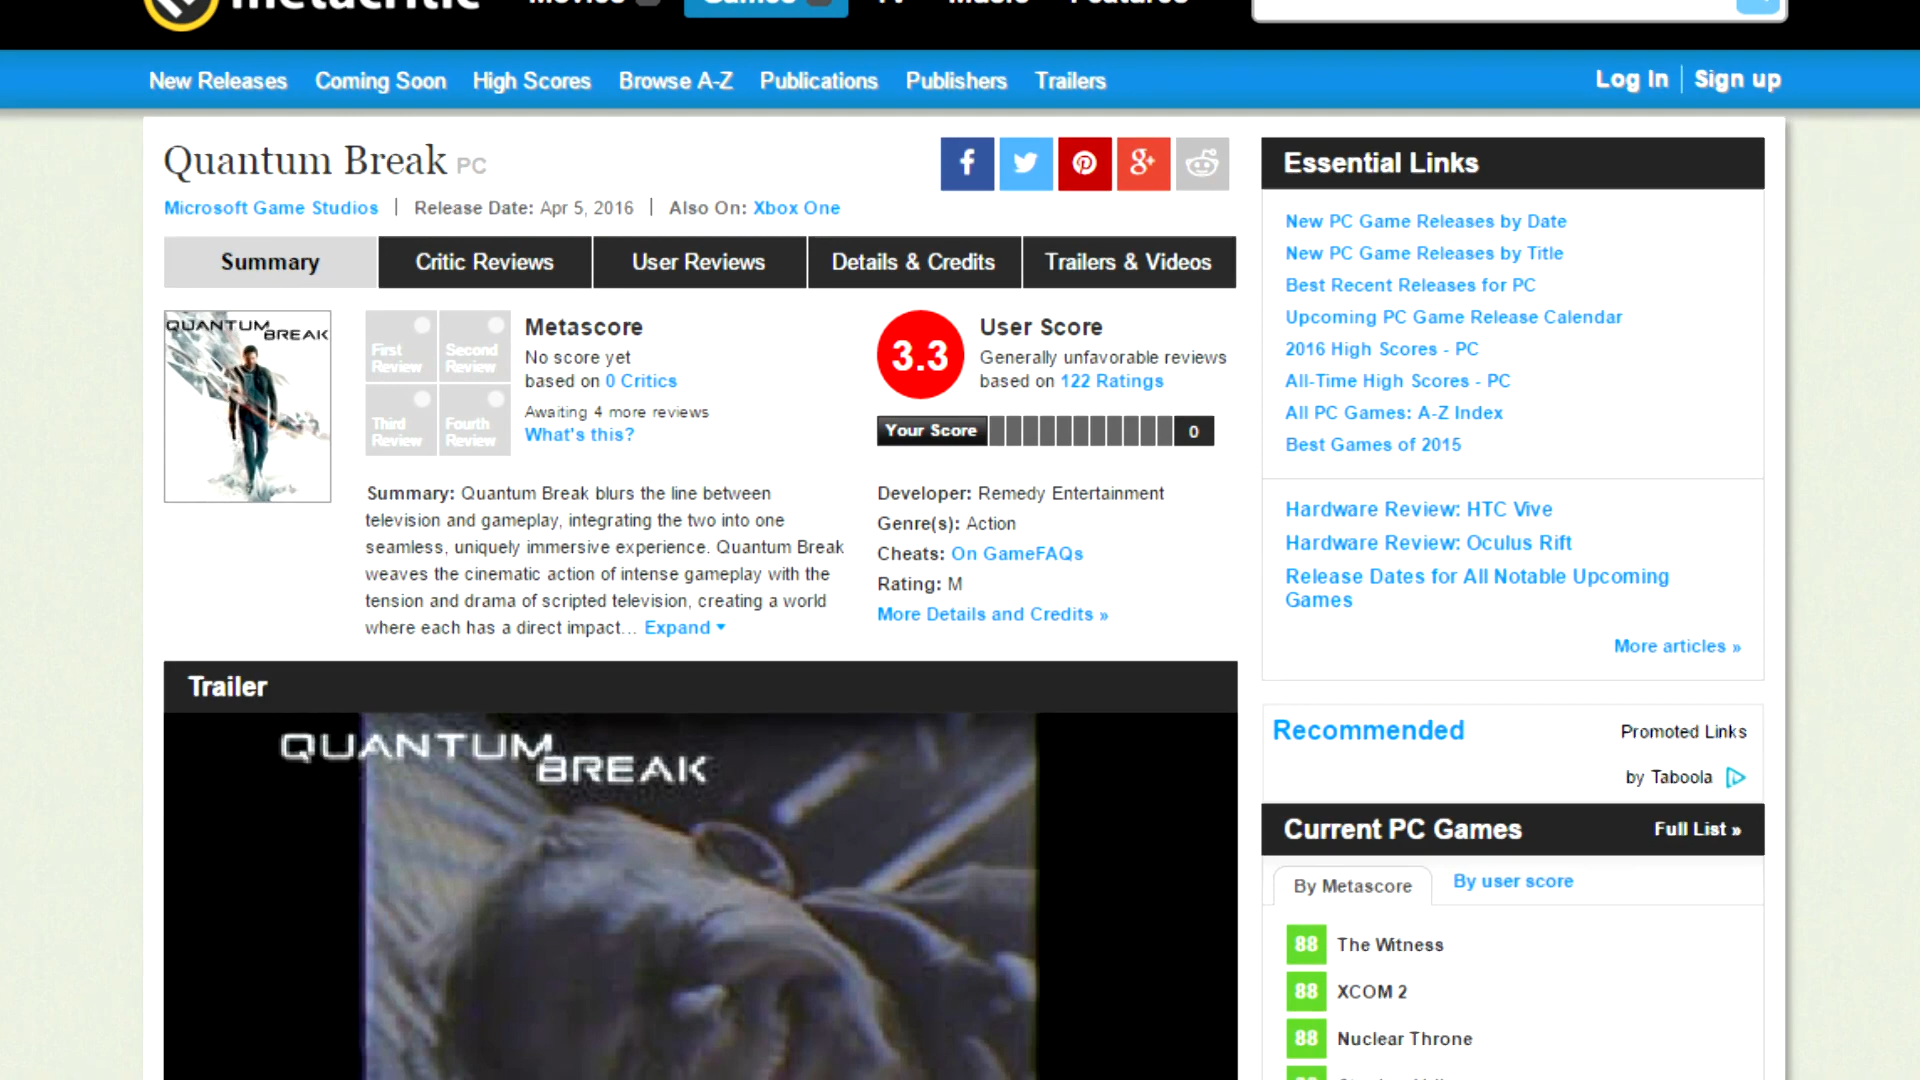 metacritic
Movies Games TV Music Features
New Releases Coming Soon High Scores Browse A-Z Publications Publishers Trailers Log In Sign up
Quantum Break PC
Microsoft Game Studios | Release Date: Apr 5, 2016 | Also On: Xbox One
Summary Critic Reviews User Reviews Details & Credits Trailers & Videos
QUANTUM BREAK
First Review
Second Review
Third Review
Fourth Review
Metascore
No score yet
based on 0 Critics
Awaiting 4 more reviews
What's this?
3.3
User Score
Generally unfavorable reviews
based on 122 Ratings
Your Score 0
Summary: Quantum Break blurs the line between
television and gameplay, integrating the two into one
seamless, uniquely immersive experience. Quantum Break
weaves the cinematic action of intense gameplay with the
tension and drama of scripted television, creating a world
where each has a direct impact... Expand
Developer: Remedy Entertainment
Genre(s): Action
Cheats: On GameFAQs
Rating: M
More Details and Credits »
Trailer
QUANTUM
BREAK
Essential Links
New PC Game Releases by Date
New PC Game Releases by Title
Best Recent Releases for PC
Upcoming PC Game Release Calendar
2016 High Scores - PC
All-Time High Scores - PC
All PC Games: A-Z Index
Best Games of 2015
Hardware Review: HTC Vive
Hardware Review: Oculus Rift
Release Dates for All Notable Upcoming
Games
More articles »
Recommended Promoted Links
by Taboola
Current PC Games Full List »
By Metascore By user score
88 The Witness
88 XCOM 2
88 Nuclear Throne